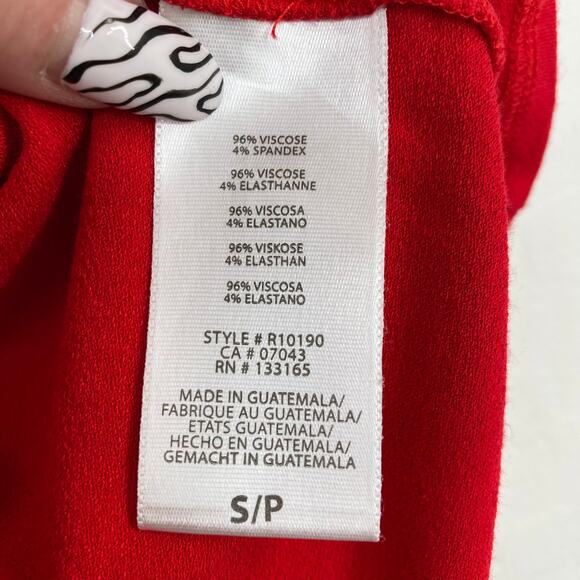 96% VISCOSE
4% SPANDEX
96% VISCOSE
4% ELASTHANNE
96% VISCOSA
4% ELASTANO
96% VISKOSE
4% ELASTHAN
96% VISCOSA
4% ELASTANO
STYLE # R10190
CA # 07043
RN # 133165
MADE IN GUATEMALA/
FABRIQUE AU GUATEMALA/
ETATS GUATEMALA/
HECHO EN GUATEMALA/
GEMACHT IN GUATEMALA
S/P